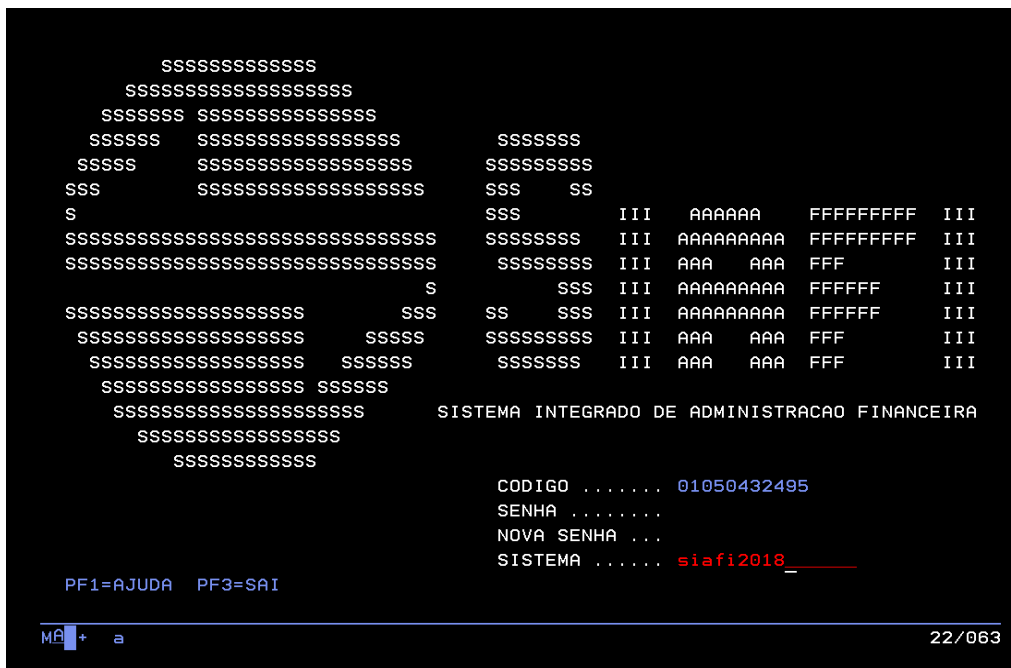 SSSSSSSSSSSSS
SSSSSSSSSSSSSSSSSSS
SSSSSSS SSSSSSSSSSSSSSS
SSSSSS SSSSSSSSSSSSSSSSS SSSSSSS
SSSSS SSSSSSSSSSSSSSSSSS SSSSSSSSS
SSS SSSSSSSSSSSSSSSSSSS SSS SS
S SSS III AAAAAA FFFFFFFFF III
SSSSSSSSSSSSSSSSSSSSSSSSSSSSSSS SSSSSSSS III AAAAAAAAA FFFFFFFFF III
SSSSSSSSSSSSSSSSSSSSSSSSSSSSSSS SSSSSSSS III AAA AAA FFF III
S SSS III AAAAAAAAA FFFFFF III
SSSSSSSSSSSSSSSSSSSS SSS SS SSS III AAAAAAAAA FFFFFF III
SSSSSSSSSSSSSSSSSSS SSSSS SSSSSSSSS III AAA AAA FFF III
SSSSSSSSSSSSSSSSSS SSSSSS SSSSSSS III AAA AAA FFF III
SSSSSSSSSSSSSSSSS SSSSSS
SSSSSSSSSSSSSSSSSSSSS SISTEMA INTEGRADO DE ADMINISTRACAO FINANCEIRA
SSSSSSSSSSSSSSSSS
SSSSSSSSSSSS
CODIGO ....... 01050432495
SENHA ........
NOVA SENHA ...
SISTEMA ...... siafi2018______
PF1=AJUDA PF3=SAI
MA + a 22/063